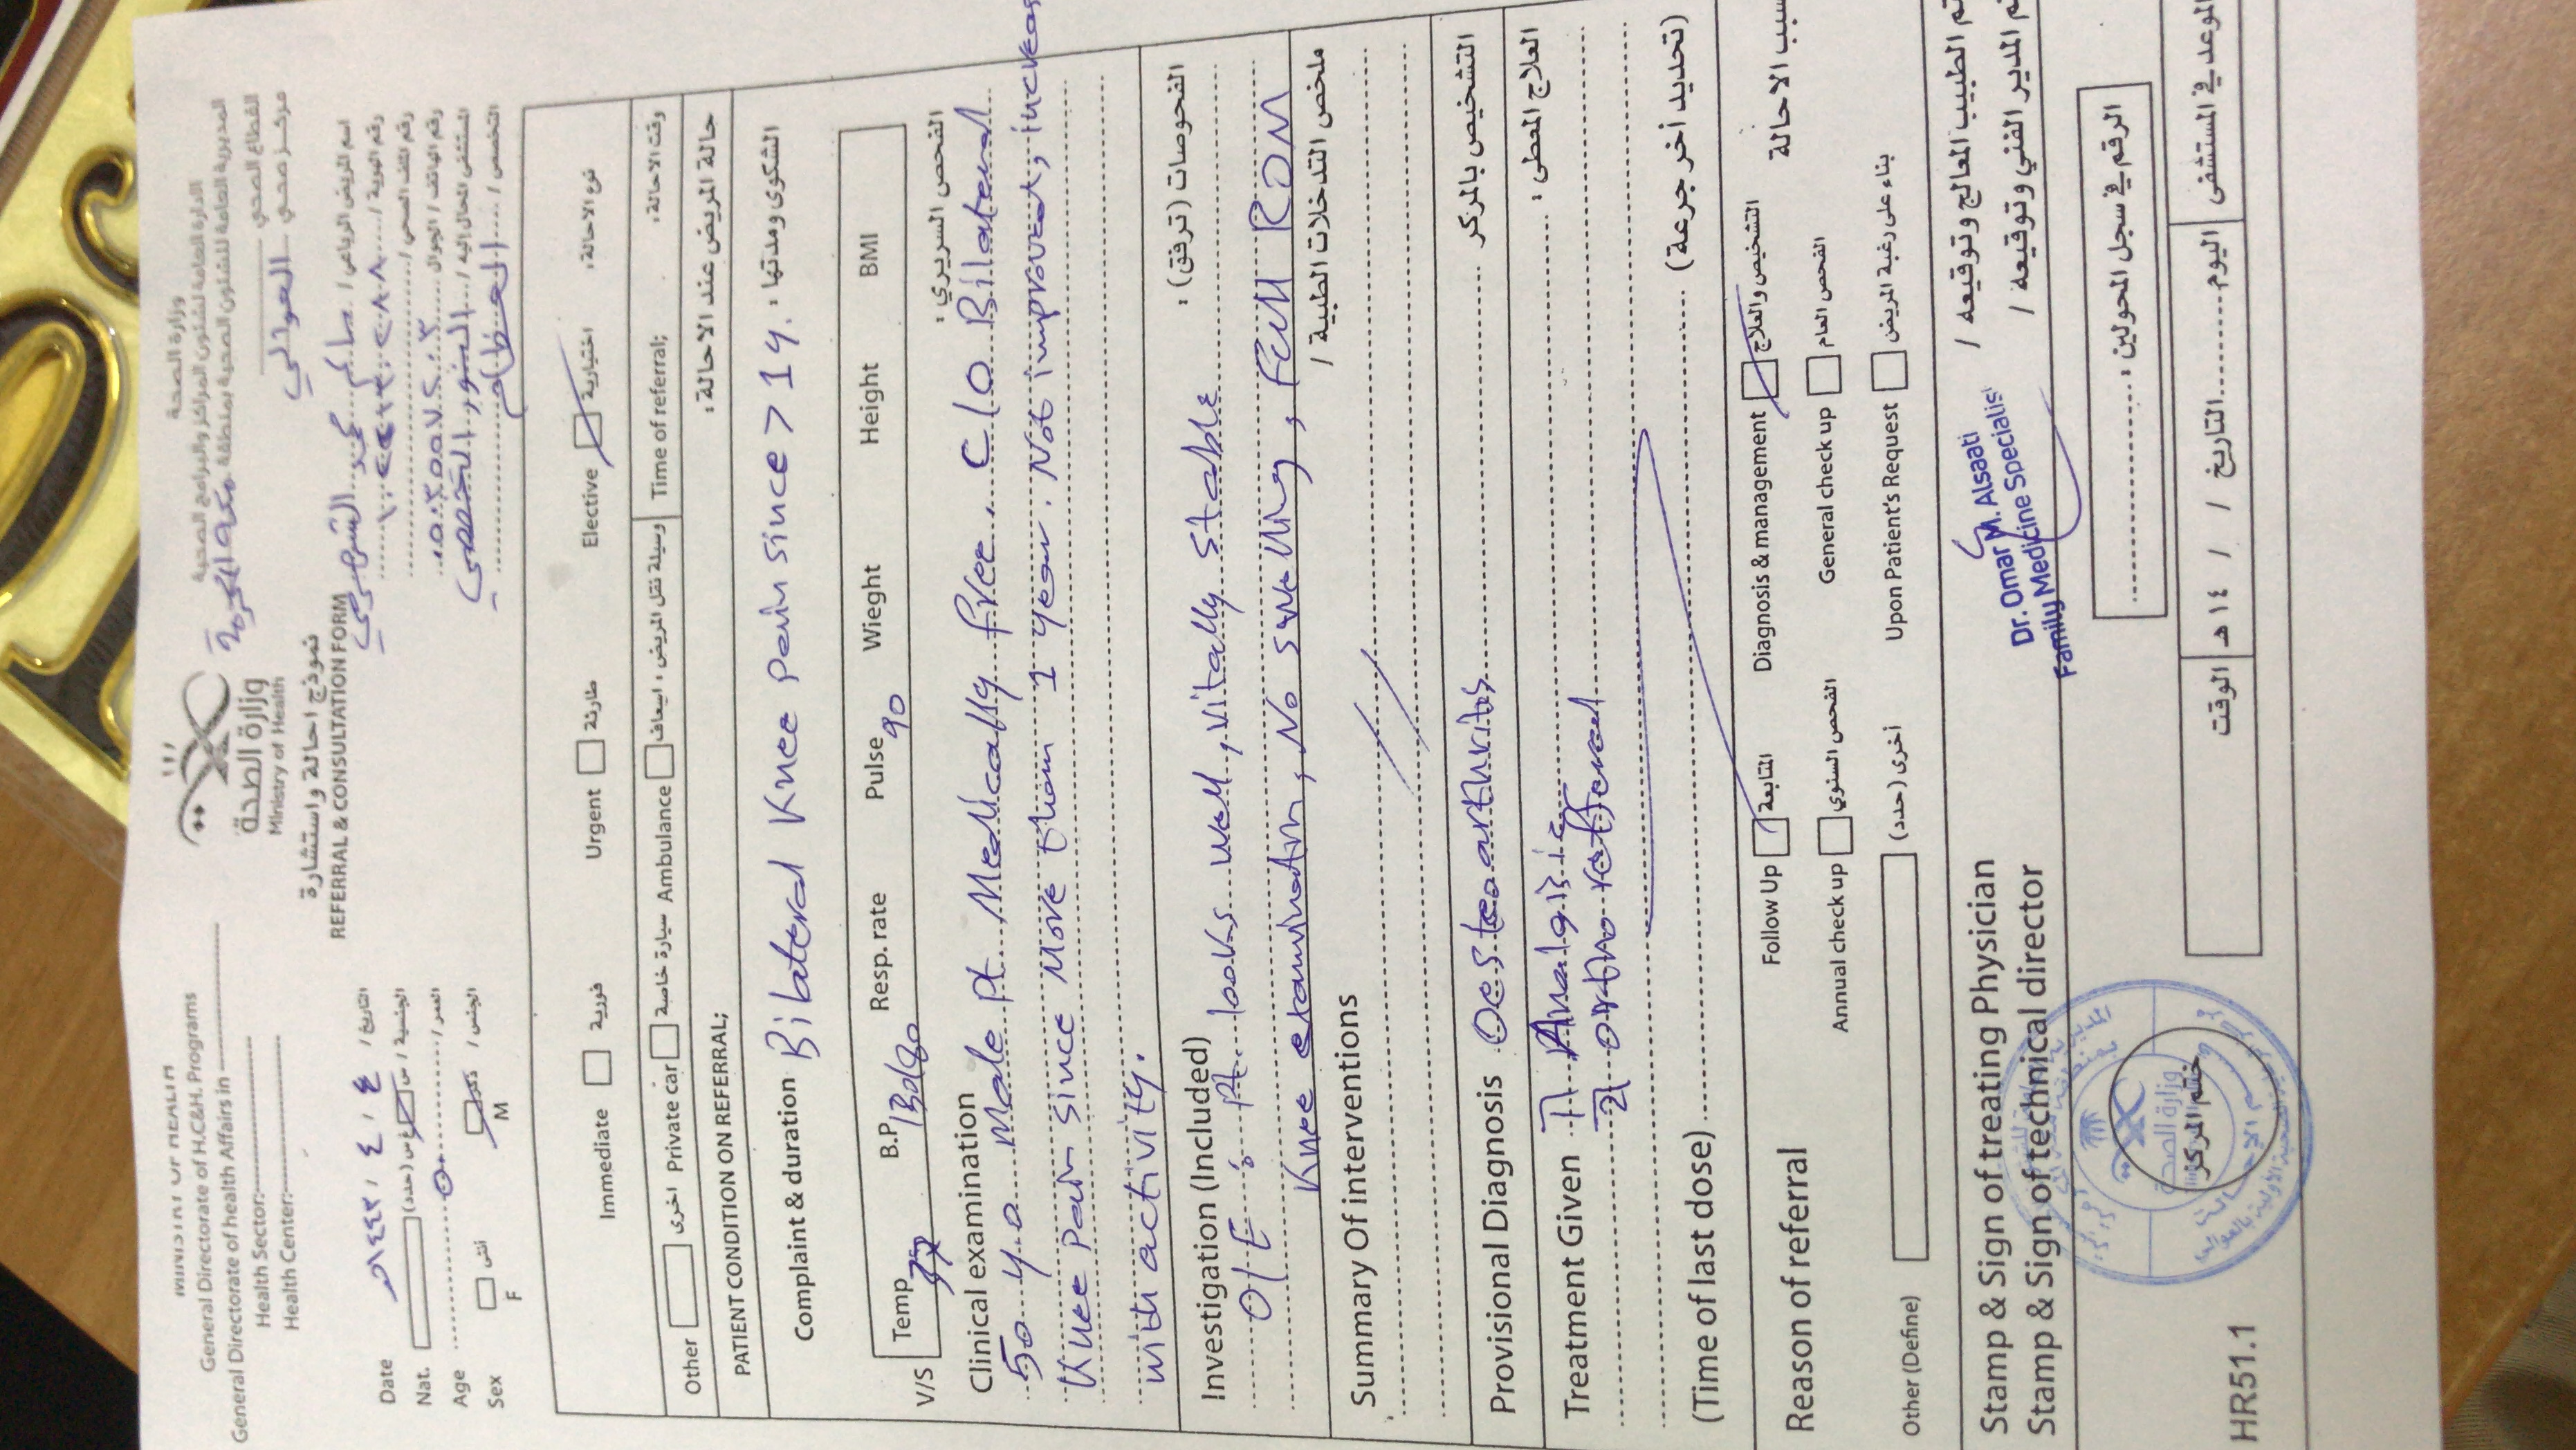 MINISTRY OF HEALTH
General Directorate of H.C&H. Programs
General Directorate of health Affairs in
Health Sector:
Health Center:
وزارة الصحة
Ministry of Health
نموذج احالة واستشارة
REFERRAL & CONSULTATION FORM
وزارة الصحة
الادارة العامة لشئون المراكز والبرامج الصحية
المديرية العامة للشئون الصحية بمنطقة مكة المكرمة
القطاع الصحي
مركز صحي العوالي
اسم المريض الرباعي / سالم محمد
رقم الهوية /
رقم الملف الصحي /
رقم الهاتف / الجوال
المستشفى المحال إليه / النور التخصصي
التخصص / العظام
Date ١٤٤٣ / ٤ / ٤ التاريخ /
Nat. (حدد) غ س س الجنسية /
Age ٥٠ العمر /
Sex F أنثى M ذكر الجنس /
Immediate فورية Urgent طارئة Elective اختيارية نوع الاحالة:
Other اخرى Private car سيارة خاصة Ambulance وسيلة نقل المريض : اسعاف Time of referral; وقت الاحالة:
PATIENT CONDITION ON REFERRAL; حالة المريض عند الاحالة:
Complaint & duration Bilateral Knee pain since > 1y. الشكوى ومدتها:
V/S Temp 37 B.P 130/80 Resp. rate Pulse 90 Wieght Height BMI
Clinical examination الفحص السريري:
50 y.o male pt. Medically free. C/O Bilateral
Knee pain since More than 1 year. Not improved, increas
with activity.
Investigation (Included) الفحوصات (ترفق):
O/E: Pt. looks well, vitally stable
Knee examination, No swelling, Full ROM
Summary Of interventions ملخص التدخلات الطبية /
Provisional Diagnosis Oesteoarthritis التشخيص بالمركز
Treatment Given 1) Analgisic العلاج المعطى:
2) ortho refferal
(Time of last dose) (تحديد أخر جرعة)
Reason of referral Follow Up المتابعة Diagnosis & management التشخيص والعلاج سبب الاحالة
Annual check up الفحص السنوي General check up الفحص العام
Other (Define) أخرى (حدد) Upon Patient's Request بناء على رغبة المريض
Stamp & Sign of treating Physician تم الطبيب المعالج وتوقيعه /
Stamp & Sign of technical director تم المدير الفني وتوقيعه /
Dr. Omar M. Alsaati
Family Medicine Specialist
وزارة الصحة
ختم المركز
الرقم في سجل المحولين :
الموعد في المستشفى اليوم التاريخ / / ١٤ هـ الوقت
HR51.1